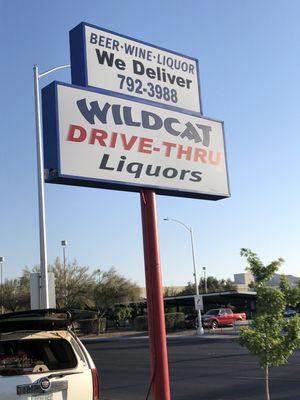 BEER-WINE-LIQUOR
We Deliver
792-3988
WILDCAT
DRIVE-THRU
Liquors